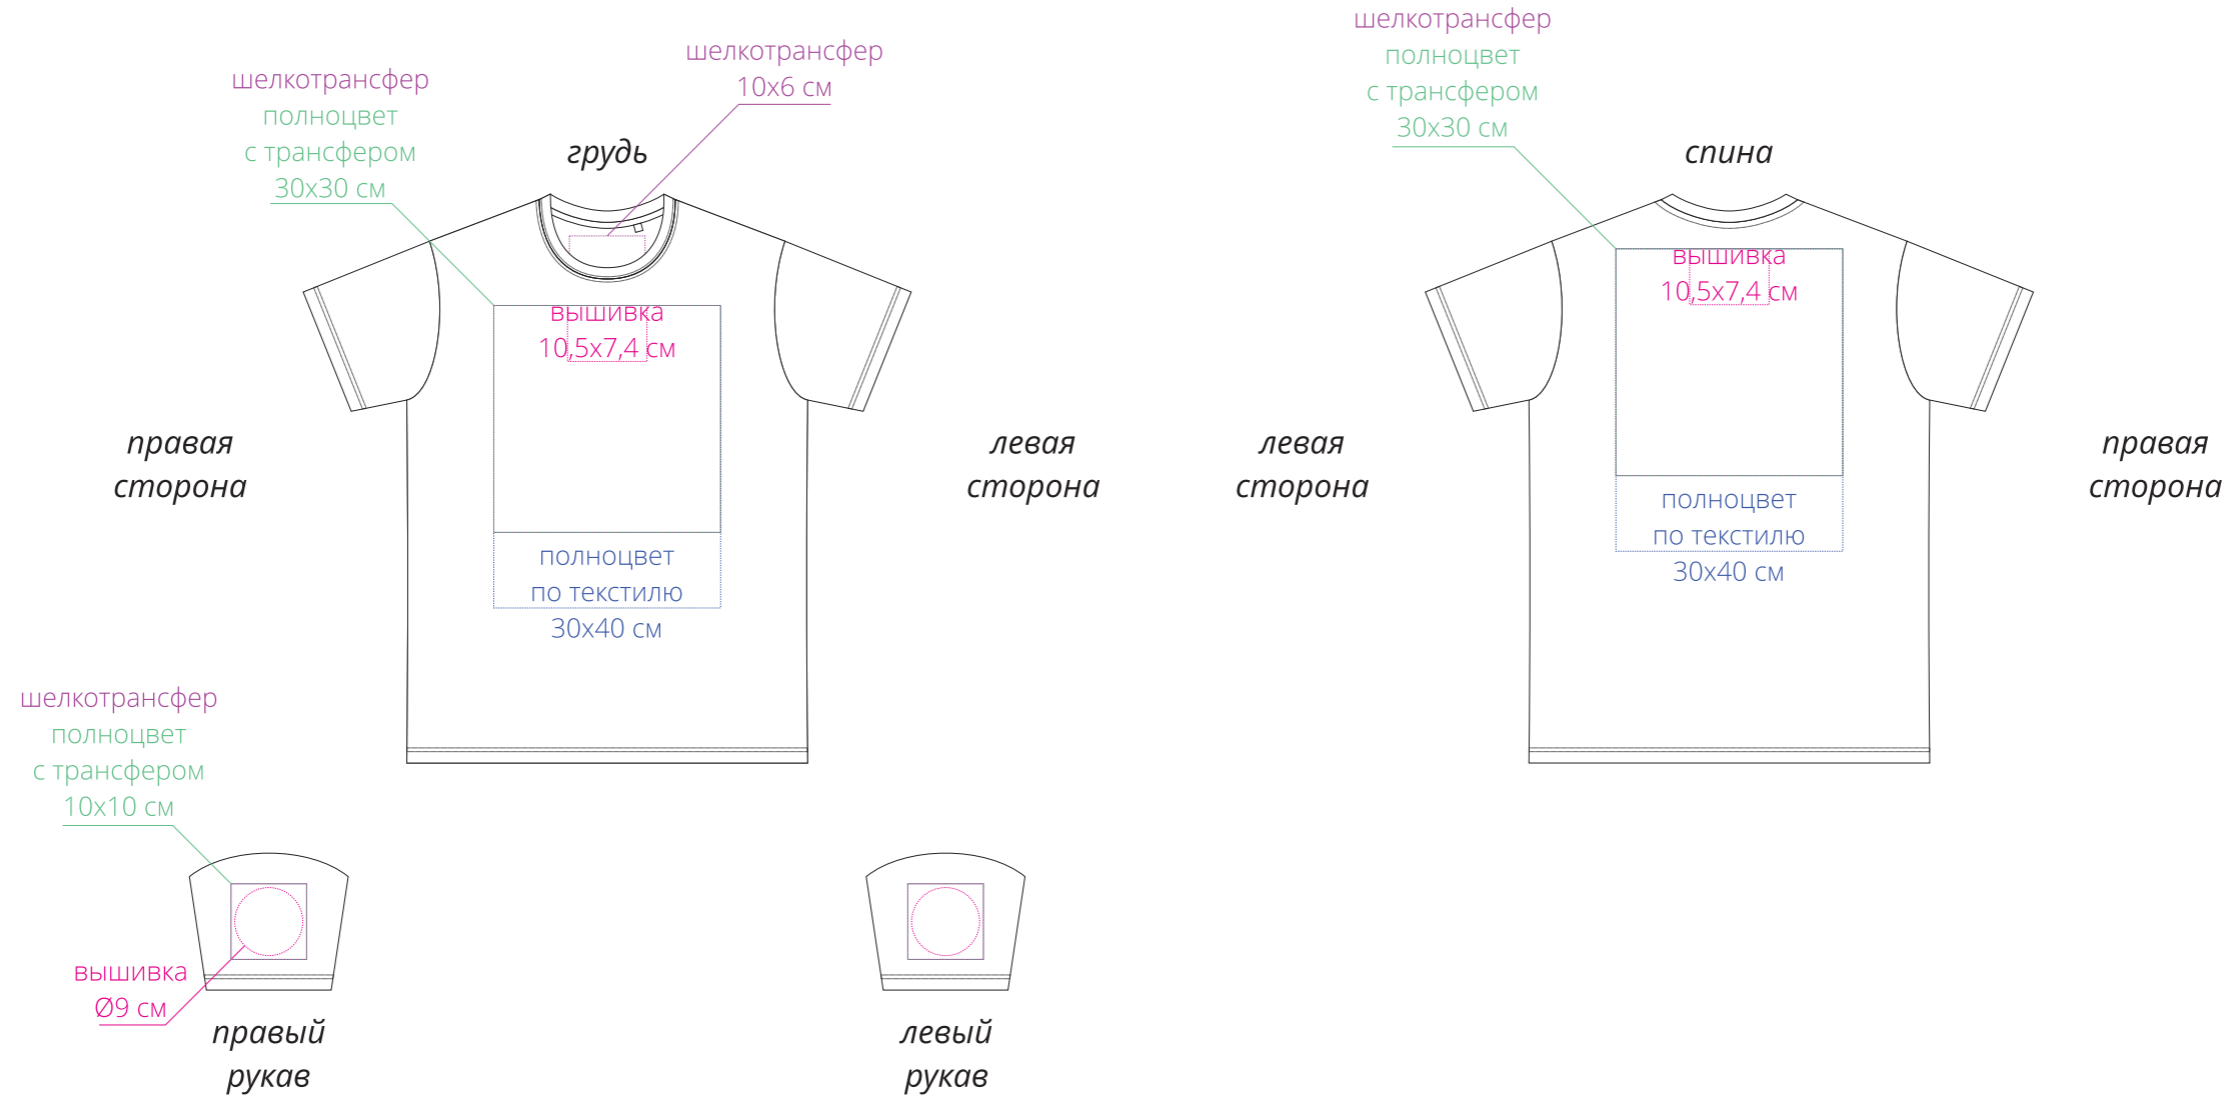 шелкотрансфер
полноцвет
с трансфером
30х30 см
шелкотрансфер
10х6 см
грудь
вышивка
10,5х7,4 см
полноцвет
по текстилю
30х40 см
правая
сторона
левая
сторона
шелкотрансфер
полноцвет
с трансфером
30х30 см
спина
вышивка
10,5х7,4 см
полноцвет
по текстилю
30х40 см
левая
сторона
правая
сторона
шелкотрансфер
полноцвет
с трансфером
10х10 см
вышивка
Ø9 см
правый
рукав
левый
рукав